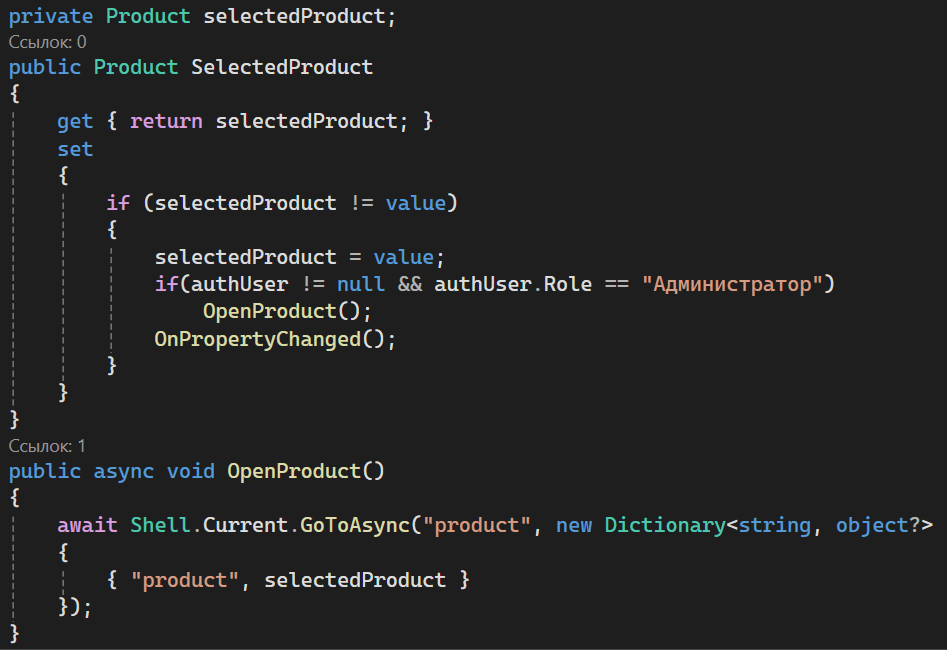 private Product selectedProduct;
Ссылок: 0
public Product SelectedProduct
{
get { return selectedProduct; }
set
{
if (selectedProduct != value)
{
selectedProduct = value;
if(authUser != null && authUser.Role == "Администратор")
OpenProduct();
OnPropertyChanged();
}
}
}
Ссылок: 1
public async void OpenProduct()
{
await Shell.Current.GoToAsync("product", new Dictionary<string, object?>
{
{ "product", selectedProduct }
});
}